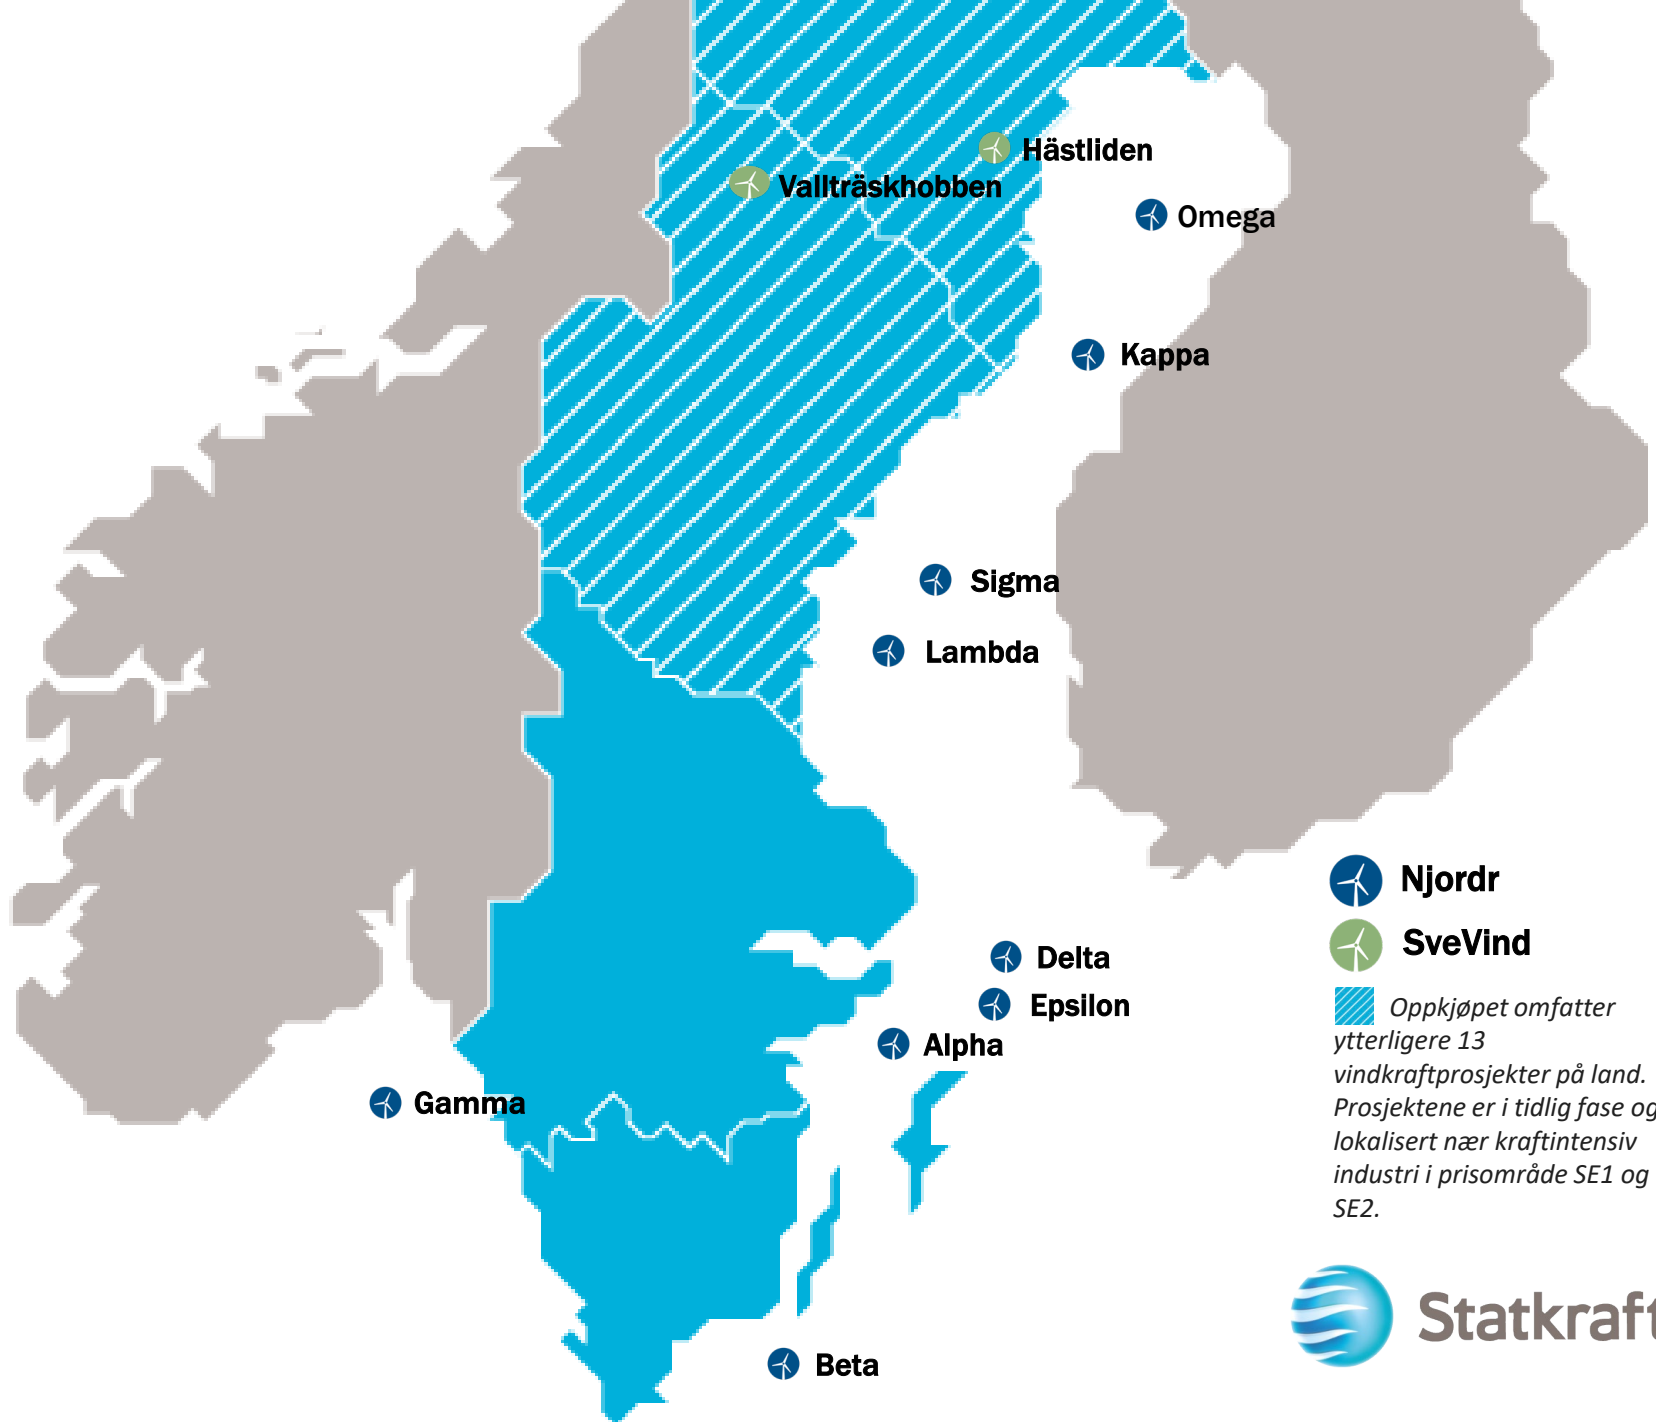 Hästliden
Vallträskhobben
Omega
Kappa
Sigma
Lambda
Njordr
SveVind
Delta
Epsilon
Alpha
Gamma
Beta
Oppkjøpet omfatter
ytterligere 13
vindkraftprosjekter på land.
Prosjektene er i tidlig fase og
lokalisert nær kraftintensiv
industri i prisområde SE1 og
SE2.
Statkraft